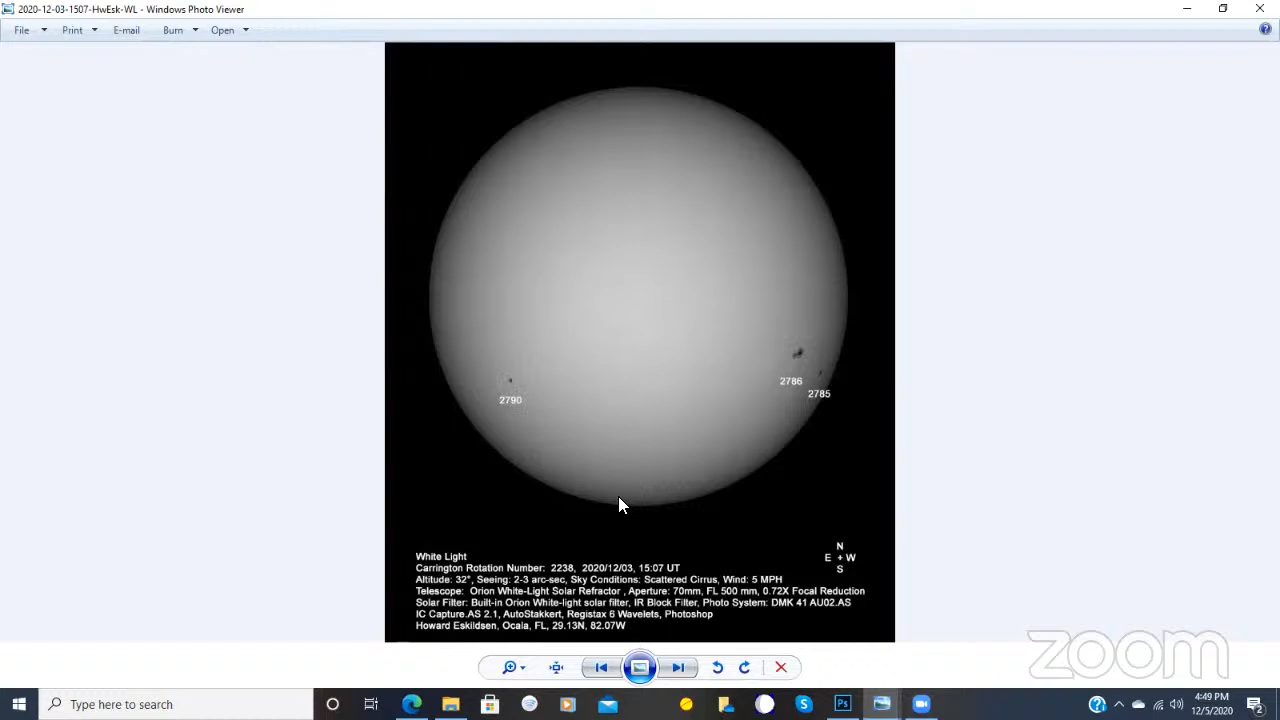 2020-12-03-1507-HwEsk-WL - Windows Photo Viewer
File Print E-mail Burn Open
2786
2785
2790
N
E + W
S
White Light
Carrington Rotation Number: 2238, 2020/12/03, 15:07 UT
Altitude: 32°, Seeing: 2-3 arc-sec, Sky Conditions: Scattered Cirrus, Wind: 5 MPH
Telescope: Orion White-Light Solar Refractor , Aperture: 70mm, FL 500 mm, 0.72X Focal Reduction
Solar Filter: Built-in Orion White-light solar filter, IR Block Filter, Photo System: DMK 41 AU02.AS
IC Capture.AS 2.1, AutoStakkert, Registax 6 Wavelets, Photoshop
Howard Eskildsen, Ocala, FL, 29.13N, 82.07W
zoom
Type here to search
Ps
4:49 PM
12/5/2020
2